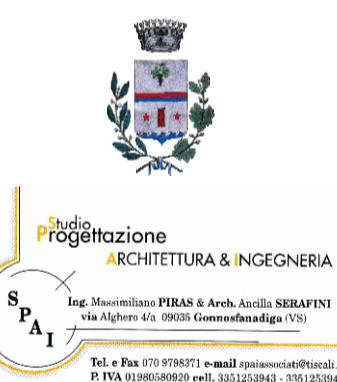 Studio
Progettazione
ARCHITETTURA & INGEGNERIA
S P A I
Ing. Massimiliano PIRAS & Arch. Ancilla SERAFINI
via Alghero 4/a 09035 Gonnosfanadiga (VS)
Tel. e Fax 070 9798371 e-mail spaiassociati@tiscali.
P. IVA 01980580920 cell. 3351253943 - 335125394